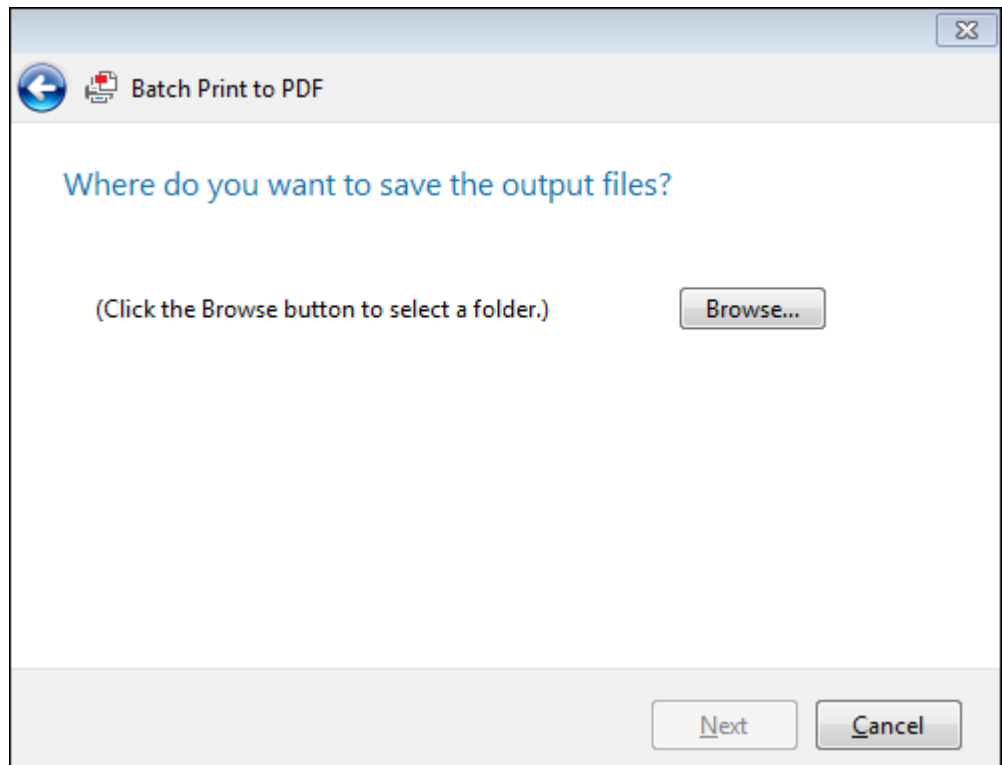 Batch Print to PDF
Where do you want to save the output files?
(Click the Browse button to select a folder.) Browse...
Next Cancel